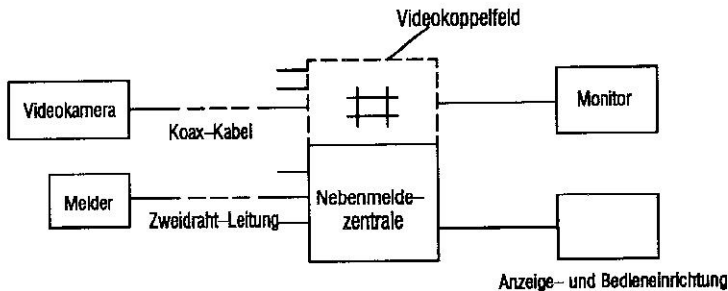 Videokoppelfeld
Videokamera
Koax-Kabel
Monitor
Melder
Zweidraht-Leitung
Nebenmelde-
zentrale
Anzeige- und Bedieneinrichtung